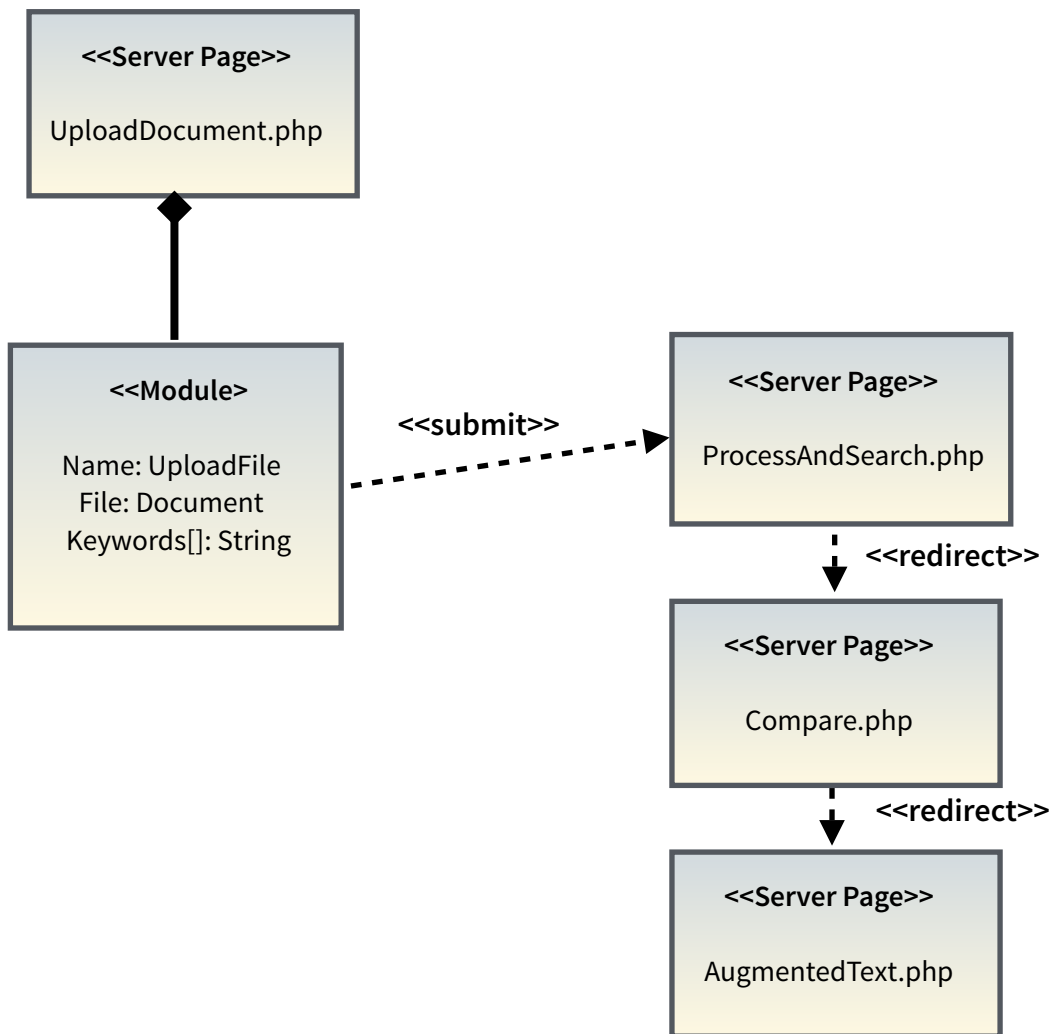 <<Server Page>>
UploadDocument.php
<<Module>
Name: UploadFile
File: Document
Keywords[]: String
<<submit>>
<<Server Page>>
ProcessAndSearch.php
<<redirect>>
<<Server Page>>
Compare.php
<<redirect>>
<<Server Page>>
AugmentedText.php